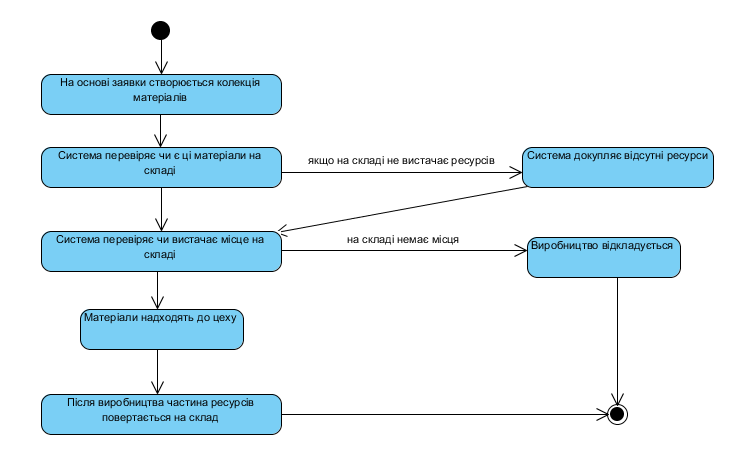 На основі заявки створюється колекція
матеріалів
Система перевіряє чи є ці матеріали на
складі
якщо на складі не вистачає ресурсів
Система докупляє відсутні ресурси
Система перевіряє чи вистачає місце на
складі
на складі немає місця
Виробництво відкладується
Матеріали надходять до цеху
Після виробництва частина ресурсів
повертається на склад